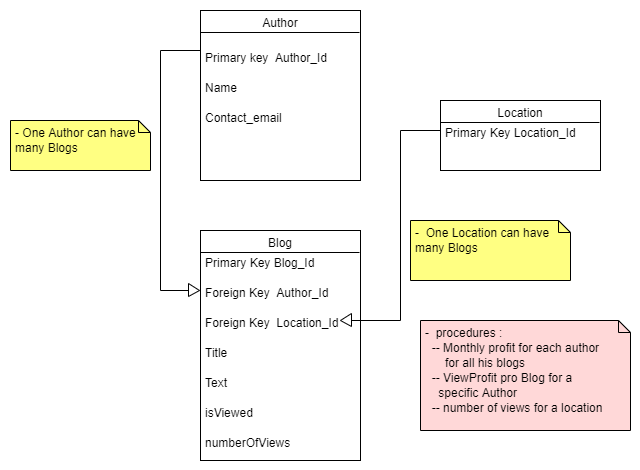 Author
Primary key  Author_Id
Name
Contact_email
- One Author can have
many Blogs
Location
Primary Key Location_Id
Blog
Primary Key Blog_Id
Foreign Key  Author_Id
Foreign Key  Location_Id
Title
Text
isViewed
numberOfViews
-  One Location can have
many Blogs
-  procedures :
-- Monthly profit for each author
for all his blogs
-- ViewProfit pro Blog for a
specific Author
-- number of views for a location